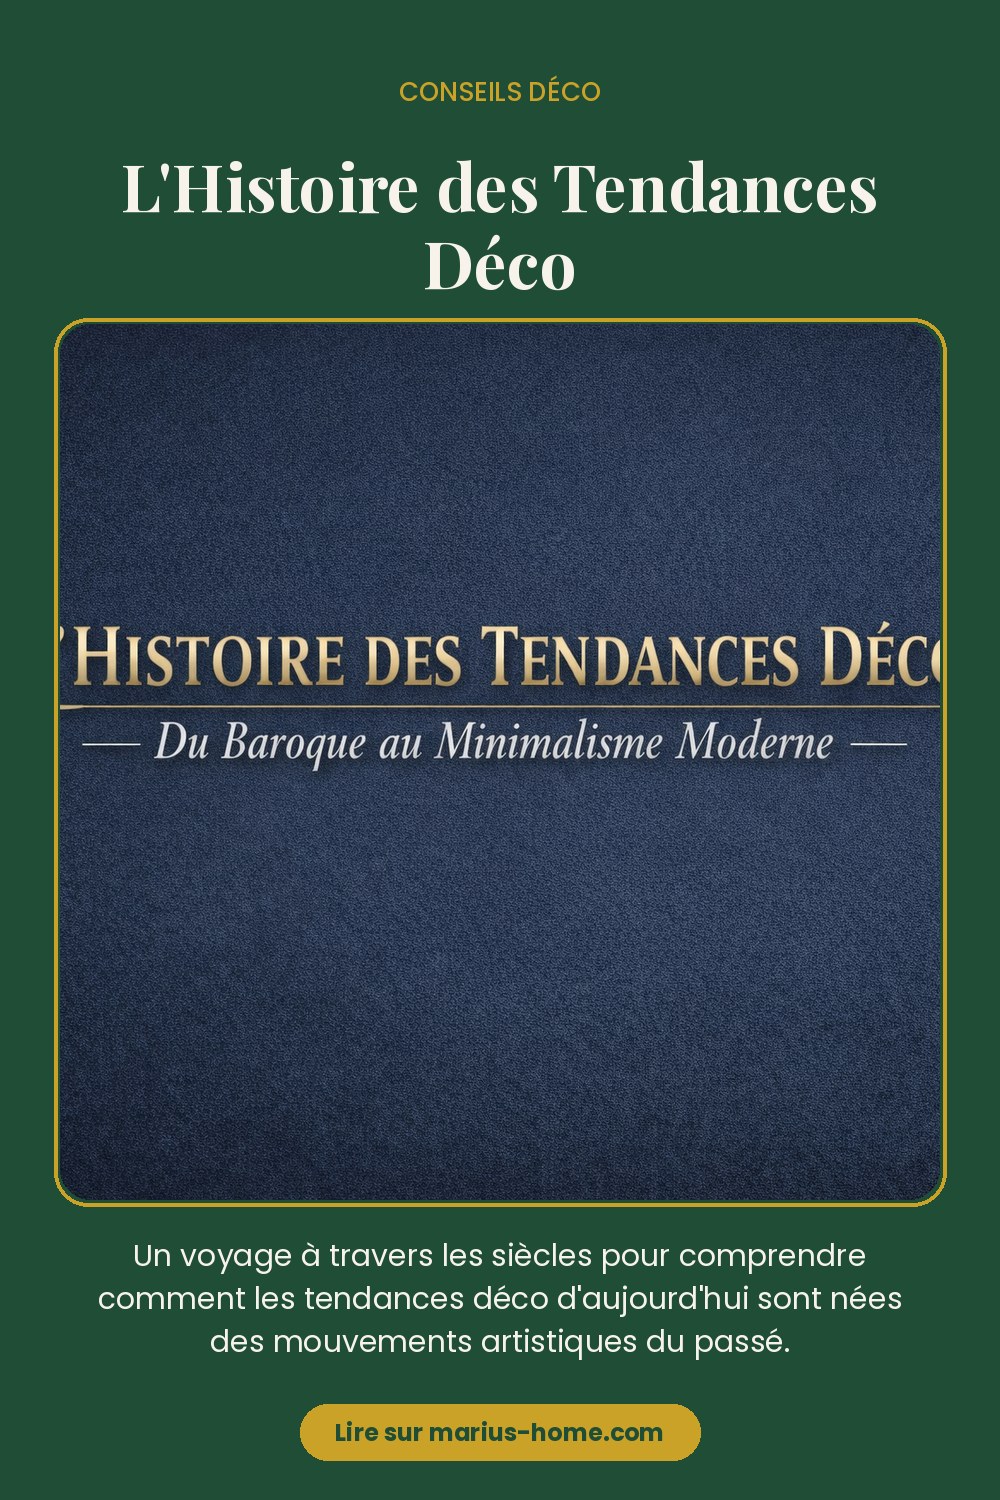 CONSEILS DÉCO
L'Histoire des Tendances
Déco
'HISTOIRE DES TENDANCES DÉCO
Du Baroque au Minimalisme Moderne
Un voyage à travers les siècles pour comprendre
comment les tendances déco d'aujourd'hui sont nées
des mouvements artistiques du passé.
Lire sur marius-home.com